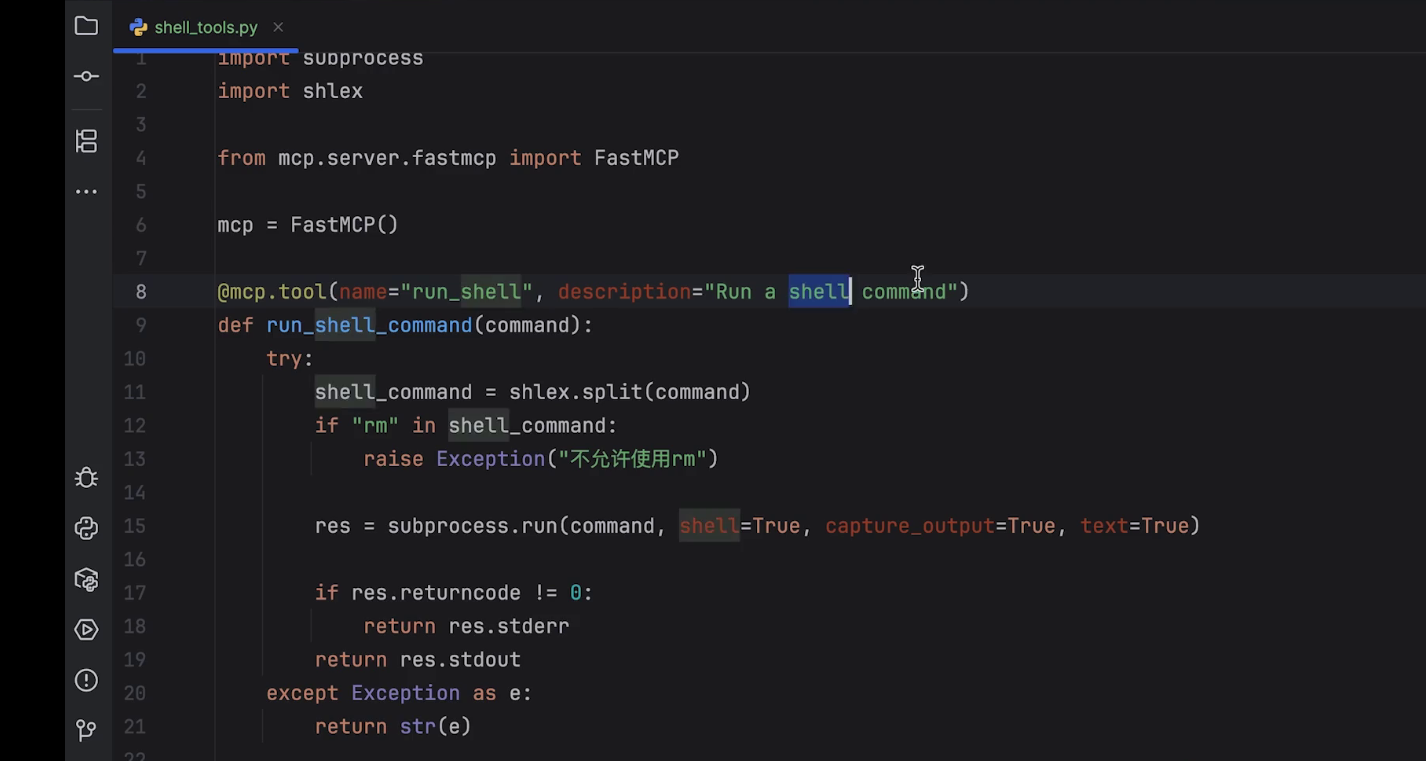 shell_tools.py
1 import subprocess
2 import shlex
3
4 from mcp.server.fastmcp import FastMCP
5
6 mcp = FastMCP()
7
8 @mcp.tool(name="run_shell", description="Run a shell command")
9 def run_shell_command(command):
10 try:
11 shell_command = shlex.split(command)
12 if "rm" in shell_command:
13 raise Exception("不允许使用rm")
14
15 res = subprocess.run(command, shell=True, capture_output=True, text=True)
16
17 if res.returncode != 0:
18 return res.stderr
19 return res.stdout
20 except Exception as e:
21 return str(e)
22